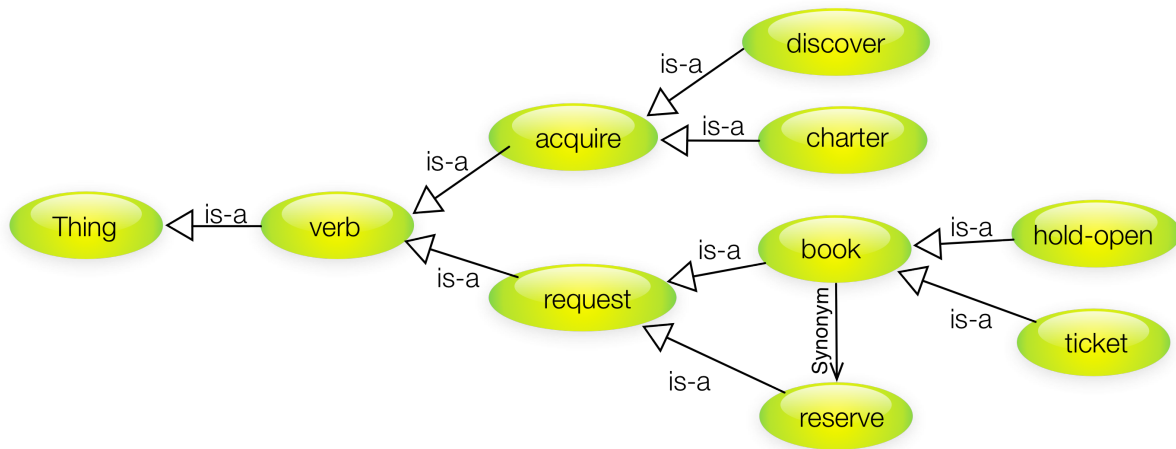 discover
is-a
is-a
charter
acquire
is-a
Thing
is-a
verb
is-a
request
is-a
book
is-a
hold-open
is-a
ticket
Synonym
is-a
reserve